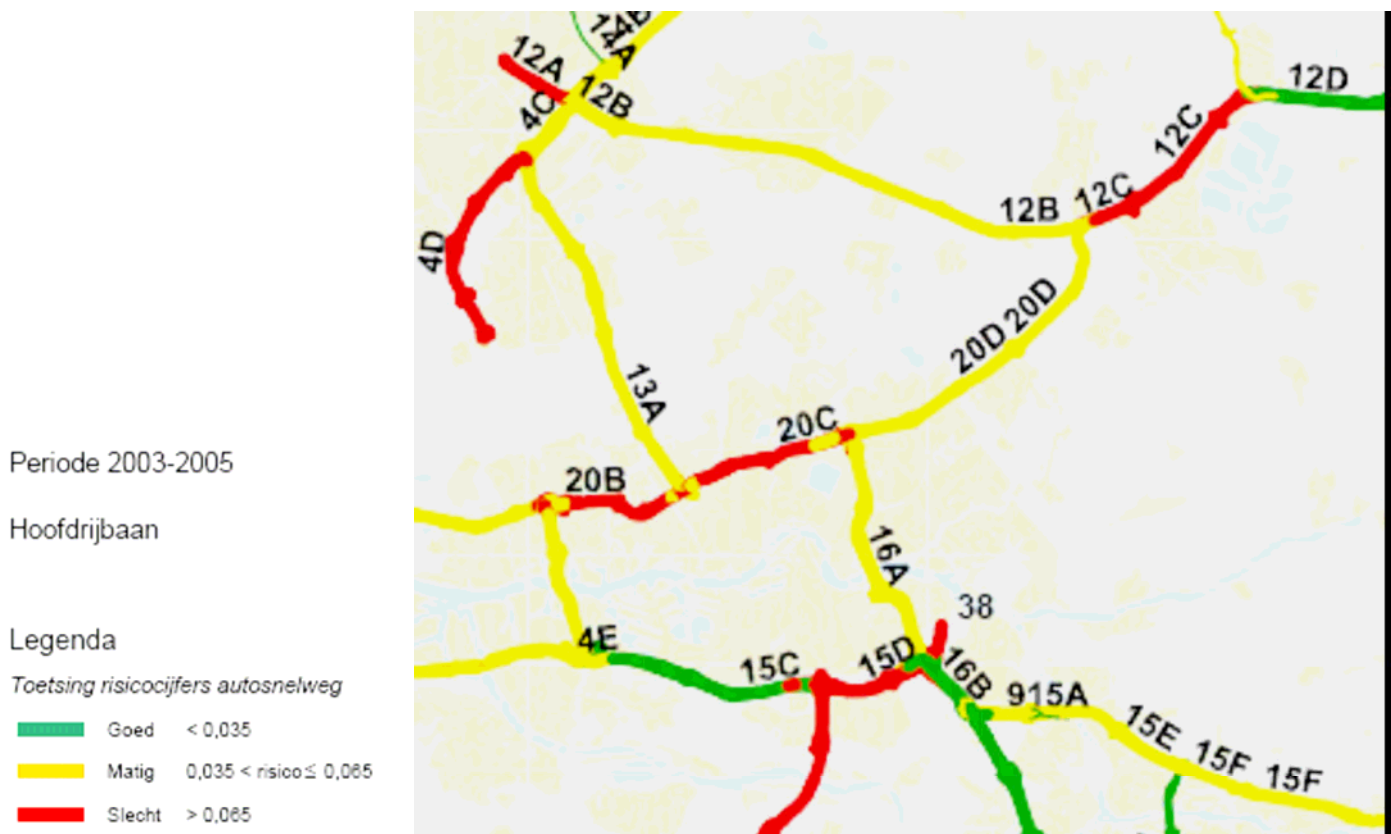 Periode 2003-2005
Hoofdrijbaan
Legenda
Toetsing risicocijfers autosnelweg
Goed < 0,035
Matig 0,035 < risico ≤ 0,065
Slecht > 0,065
14A
12A
12B
4C
12D
12C
12C
12B
4D
20D
20D
13A
20C
20B
16A
38
4E
15C
15D
16B
915A
15E
15F
15F